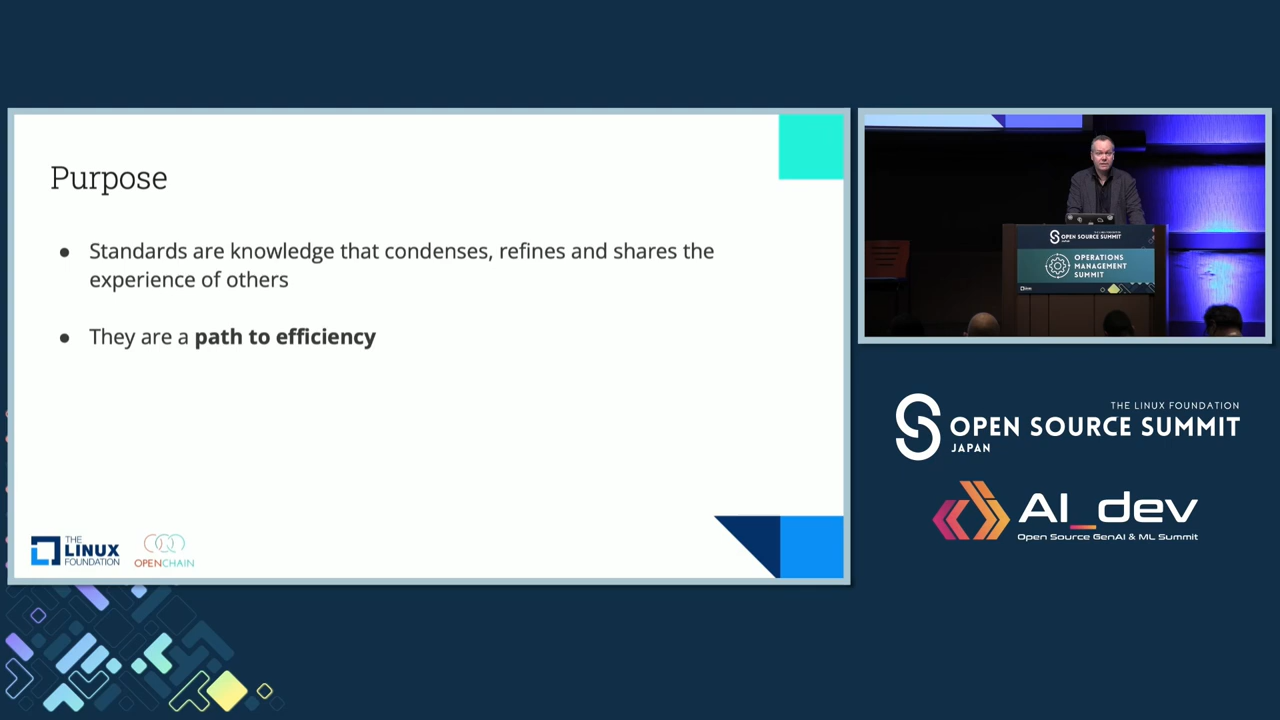 Purpose
● Standards are knowledge that condenses, refines and shares the
experience of others
● They are a path to efficiency
THE
LINUX
FOUNDATION
OPENCHAIN
OPEN SOURCE SUMMIT
OPERATIONS
MANAGEMENT
SUMMIT
THE LINUX FOUNDATION
OPEN SOURCE SUMMIT
JAPAN
AI_dev
Open Source GenAI & ML Summit